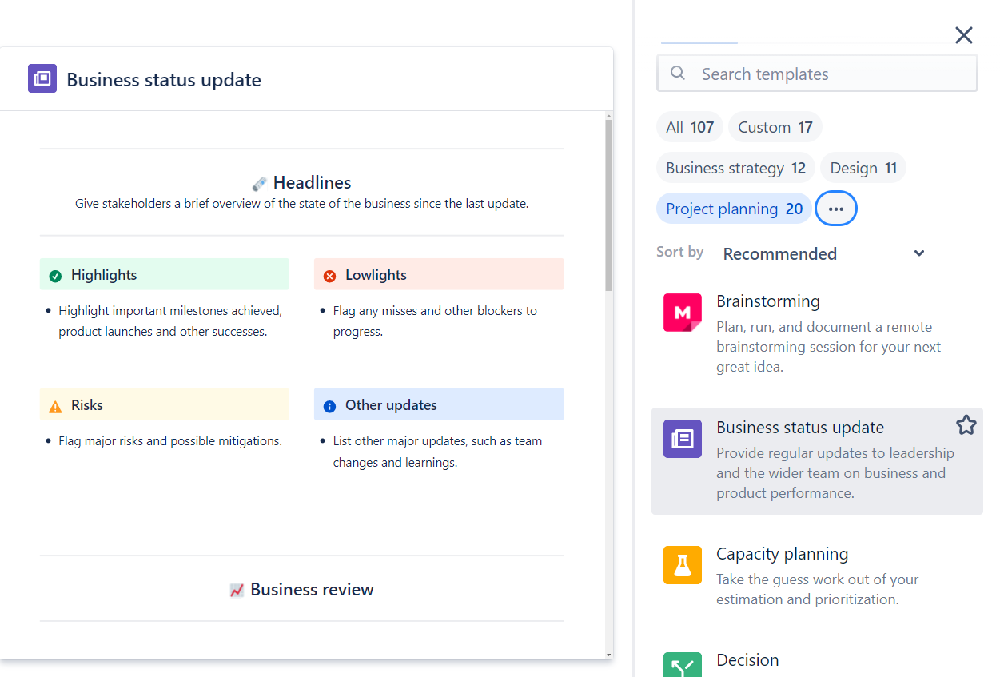 Business status update
Headlines
Give stakeholders a brief overview of the state of the business since the last update.
Highlights
Highlight important milestones achieved,
product launches and other successes.
Lowlights
Flag any misses and other blockers to
progress.
Risks
Flag major risks and possible mitigations.
Other updates
List other major updates, such as team
changes and learnings.
Business review
Search templates
All 107 Custom 17
Business strategy 12 Design 11
Project planning 20
Sort by Recommended
M
Brainstorming
Plan, run, and document a remote
brainstorming session for your next
great idea.
Business status update
Provide regular updates to leadership
and the wider team on business and
product performance.
Capacity planning
Take the guess work out of your
estimation and prioritization.
Decision